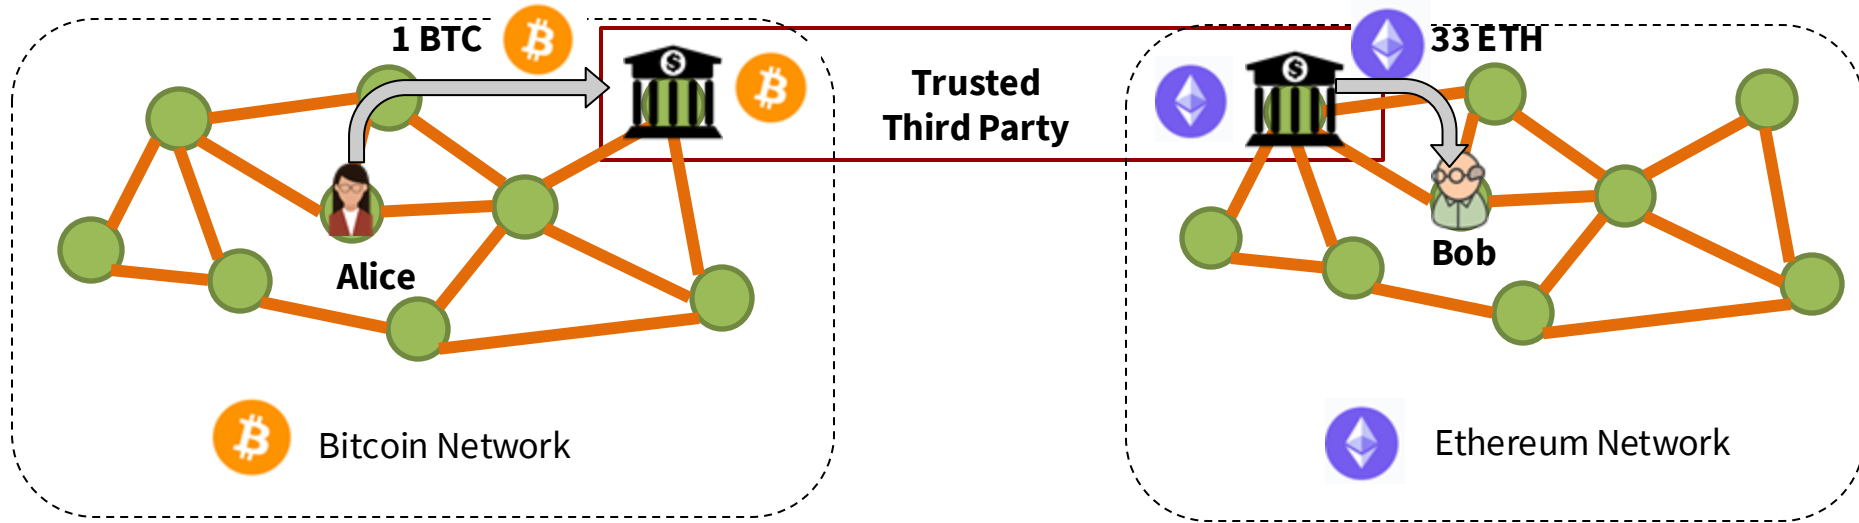 1 BTC
33 ETH
Trusted
Third Party
Alice
Bob
Bitcoin Network
Ethereum Network